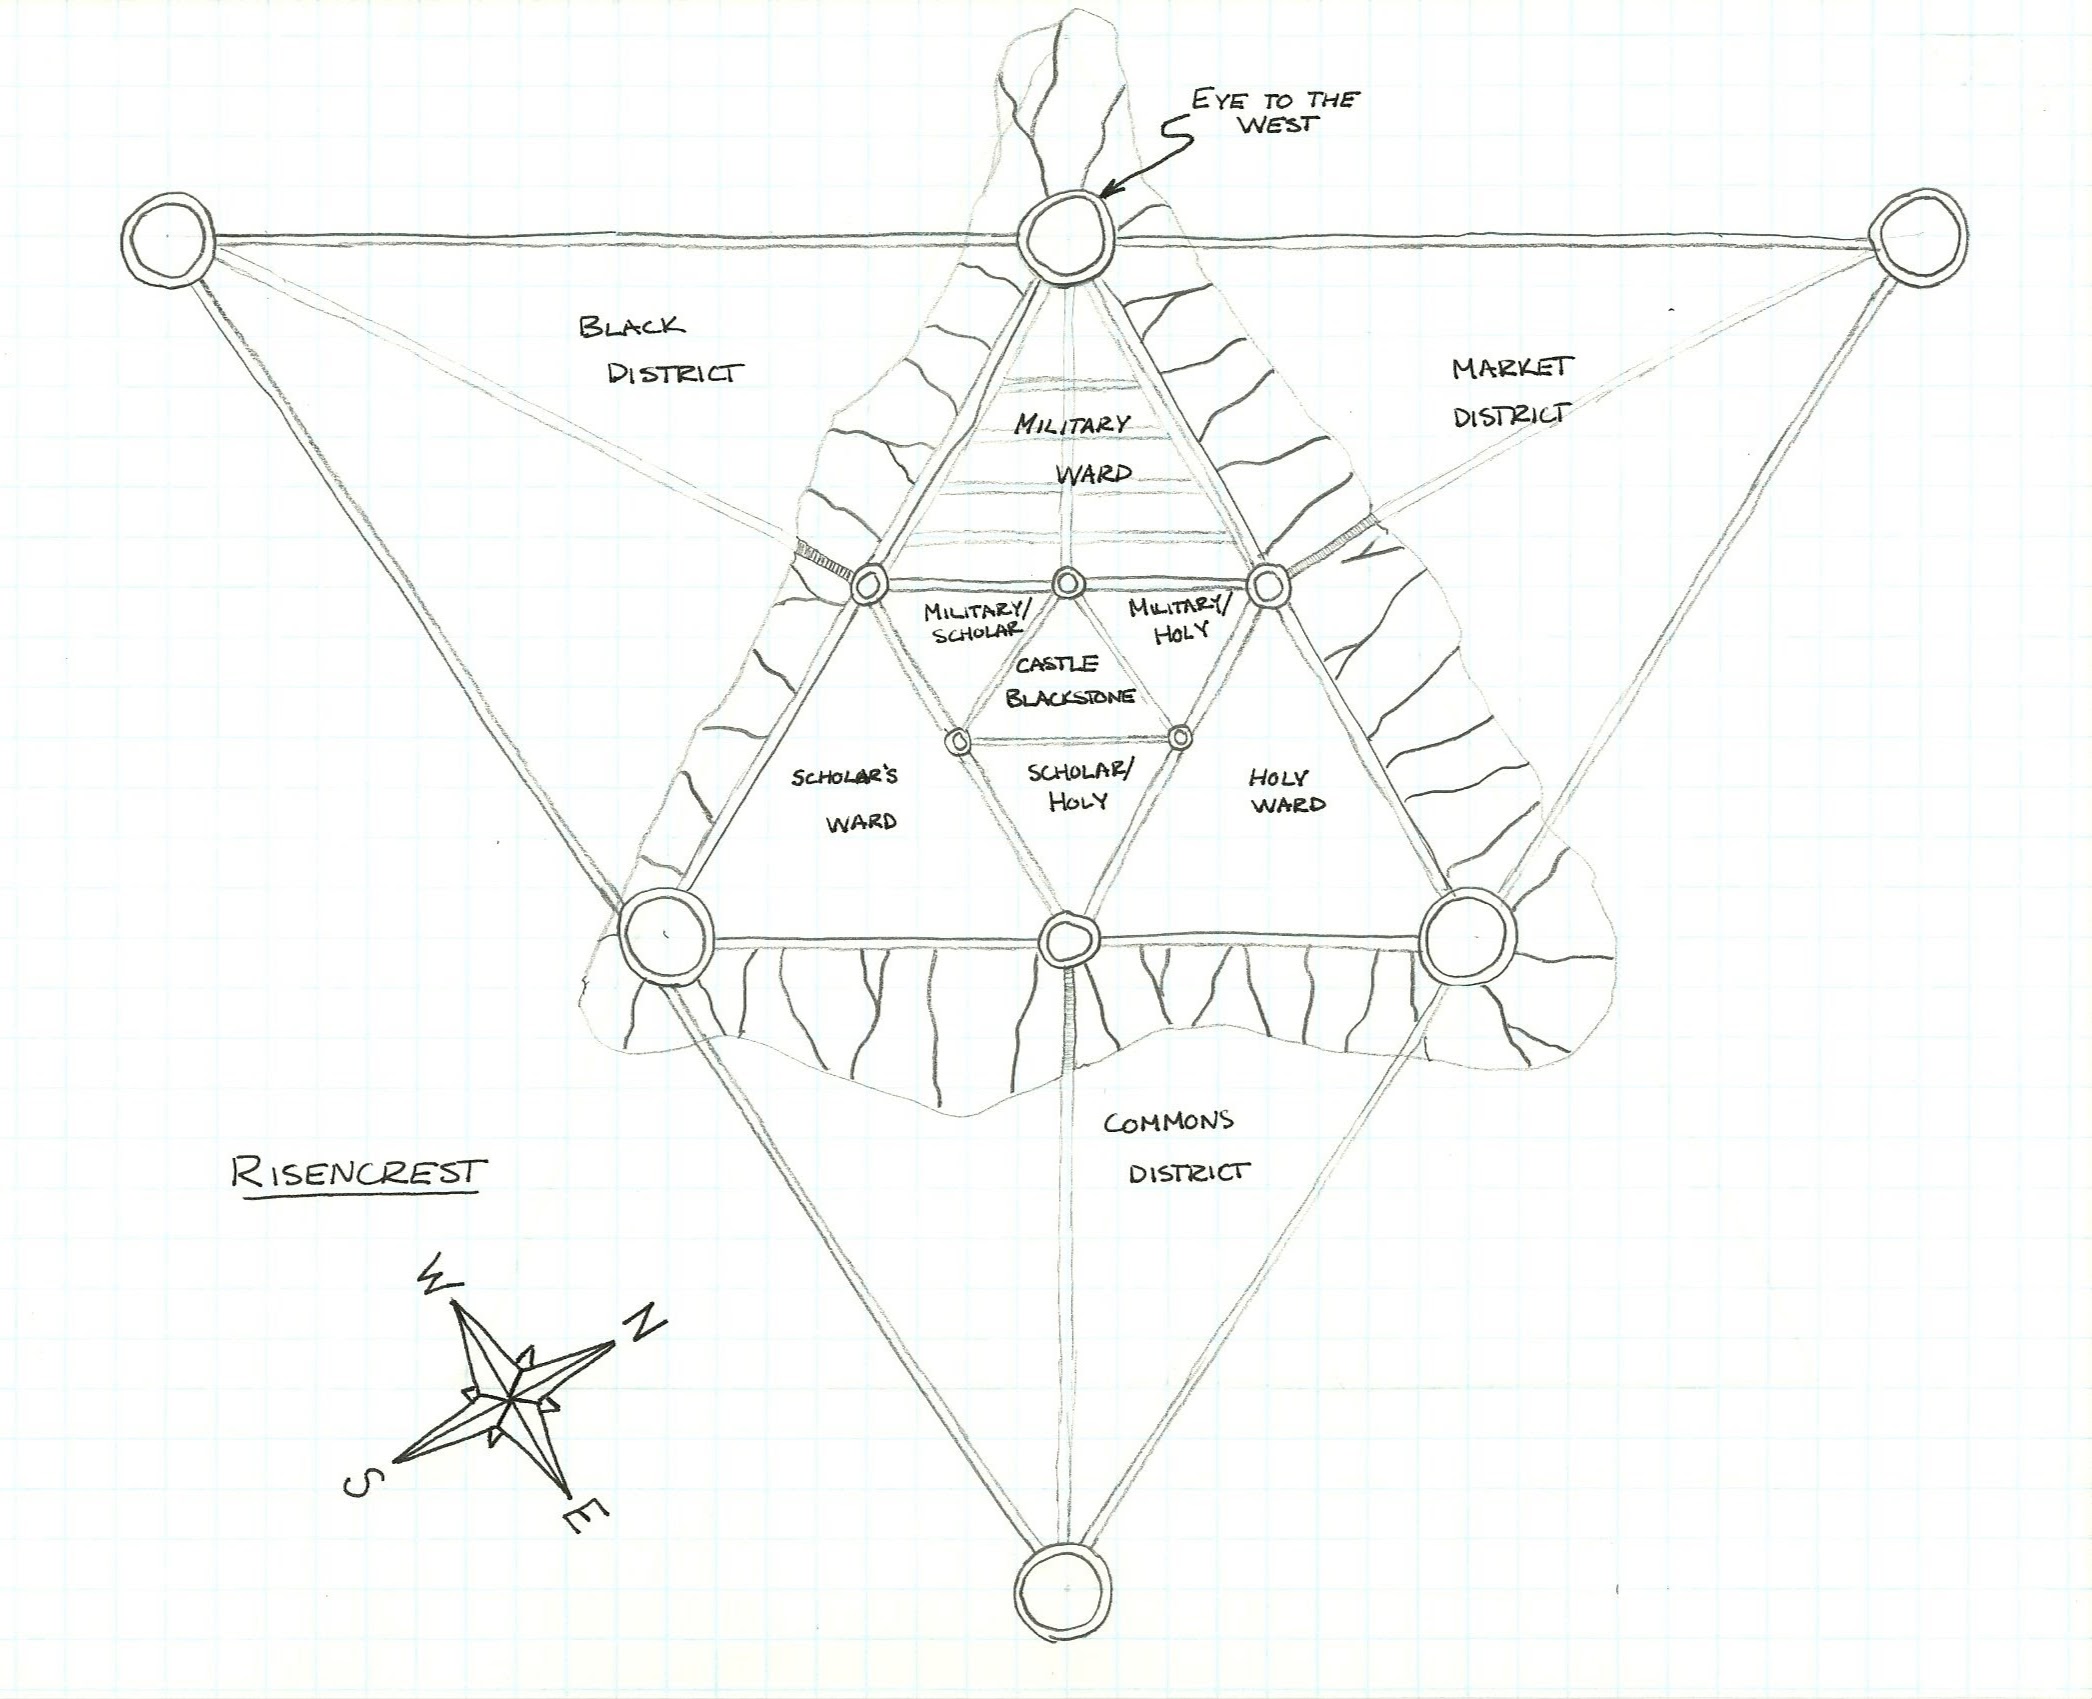 EYE TO THE
WEST
BLACK
DISTRICT
MARKET
DISTRICT
MILITARY
WARD
MILITARY/
SCHOLAR
MILITARY/
HOLY
CASTLE
BLACKSTONE
SCHOLAR'S
WARD
SCHOLAR/
HOLY
HOLY
WARD
COMMONS
DISTRICT
RISENCREST
W
N
S
E